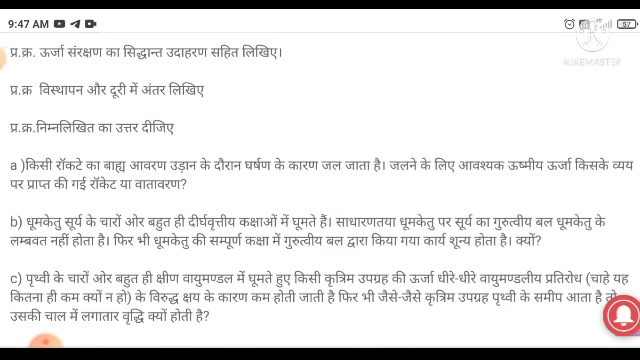 9:47 AM
57
KINEMASTER
प्र.क्र. ऊर्जा संरक्षण का सिद्धान्त उदाहरण सहित लिखिए।
प्र.क्र विस्थापन और दूरी में अंतर लिखिए
प्र.क्र.निम्नलिखित का उत्तर दीजिए
a )किसी रॉकटे का बाह्य आवरण उड़ान के दौरान घर्षण के कारण जल जाता है। जलने के लिए आवश्यक ऊष्मीय ऊर्जा किसके व्यय
पर प्राप्त की गई रॉकेट या वातावरण?
b) धूमकेतु सूर्य के चारों ओर बहुत ही दीर्घवृत्तीय कक्षाओं में घूमते हैं। साधारणतया धूमकेतु पर सूर्य का गुरुत्वीय बल धूमकेतु के
लम्बवत नहीं होता है। फिर भी धूमकेतु की सम्पूर्ण कक्षा में गुरुत्वीय बल द्वारा किया गया कार्य शून्य होता है। क्यों?
c) पृथ्वी के चारों ओर बहुत ही क्षीण वायुमण्डल में घूमते हुए किसी कृत्रिम उपग्रह की ऊर्जा धीरे-धीरे वायुमण्डलीय प्रतिरोध (चाहे यह
कितना ही कम क्यों न हो) के विरुद्ध क्षय के कारण कम होती जाती है फिर भी जैसे-जैसे कृत्रिम उपग्रह पृथ्वी के समीप आता है तो
उसकी चाल में लगातार वृद्धि क्यों होती है?